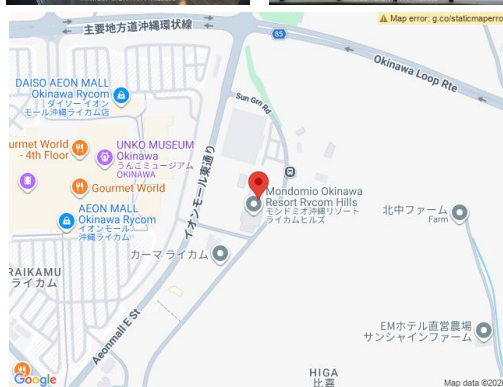 主要地方道沖縄環状線
Map error: g.co/staticmaperro
85
Okinawa Loop Rte
DAISO AEON MALL
Okinawa Rycom
ダイソー イオン
モール沖縄ライカム店
Sun Grn Rd
urmet World
- 4th Floor
UNKO MUSEUM
Okinawa
うんこミュージアム
OKINAWA
イオンモール東通り
Gourmet World
Mondomio Okinawa
Resort Rycom Hills
モンドミオ沖縄リゾート
ライカムヒルズ
AEON MALL
Okinawa Rycom
イオンモール
沖縄ライカム
北中ファーム
Farm
カーマ ライカム
RAIKAMU
ライカム
Aeonmall E St
EMホテル直営農場
サンシャインファーム
HIGA
比嘉
Google
Map data ©202